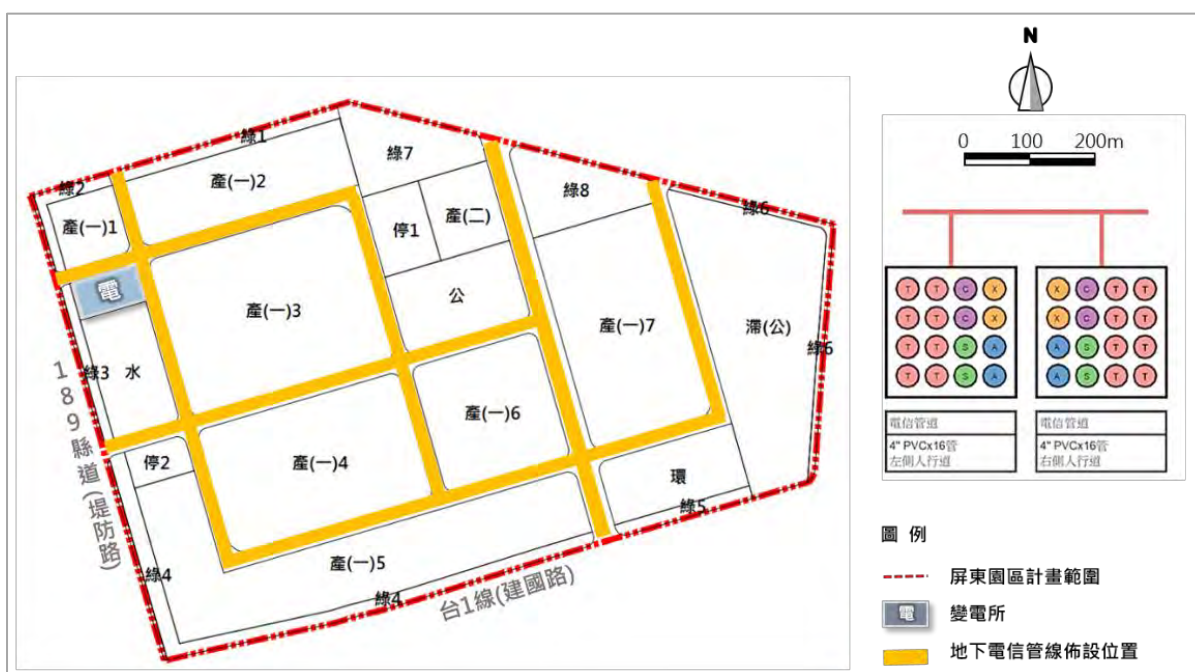 N
0 100 200m
綠1
綠7
綠2
產(一)2
產(一)1
綠8
產(二)
停1
綠6
電
公
產(一)3
產(一)7
滯(公)
綠6
綠3
水
189縣道(堤防路)
產(一)6
產(一)4
停2
環
綠5
產(一)5
綠4
綠4
台1線(建國路)
T T C X
T T C X
T T S A
T T S A
X C T T
X C T T
A S T T
A S T T
電信管道
4" PVCx16管
左側人行道
電信管道
4" PVCx16管
右側人行道
圖 例
屏東園區計畫範圍
電
變電所
地下電信管線佈設位置